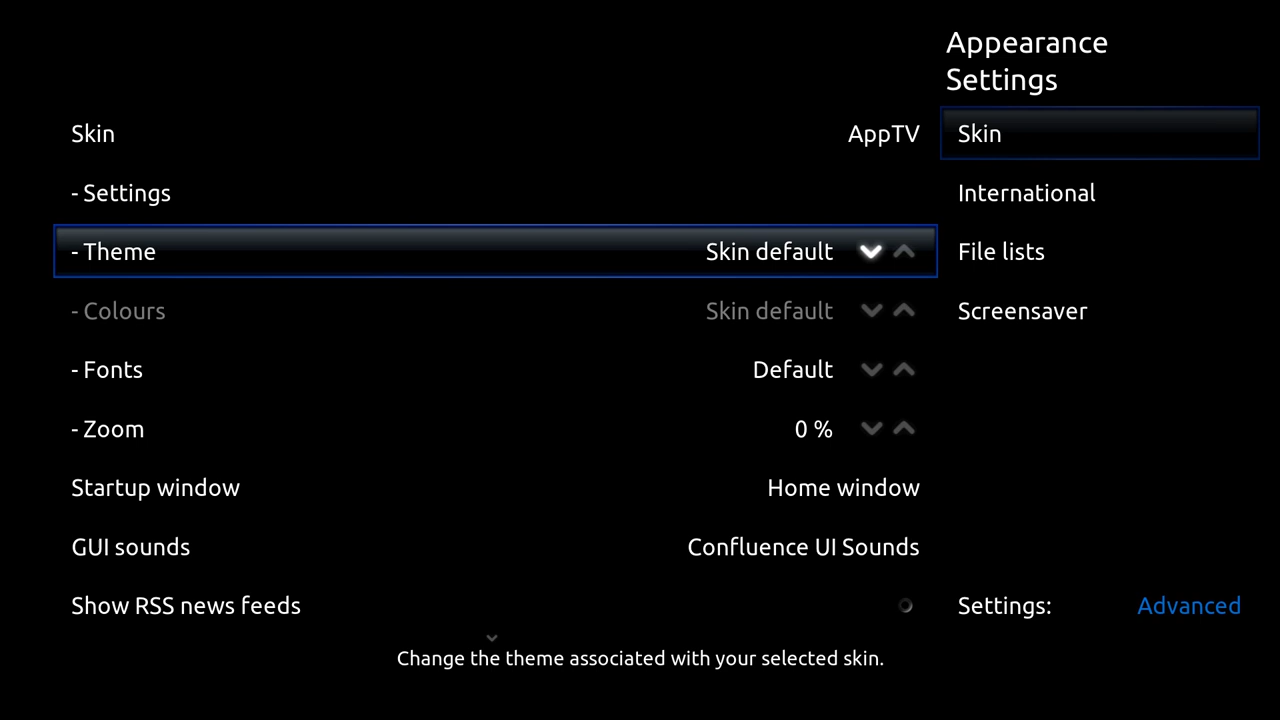 Appearance
Settings
Skin AppTV
- Settings
- Theme Skin default
- Colours Skin default
- Fonts Default
- Zoom 0 %
Startup window Home window
GUI sounds Confluence UI Sounds
Show RSS news feeds
Skin
International
File lists
Screensaver
Settings: Advanced
Change the theme associated with your selected skin.